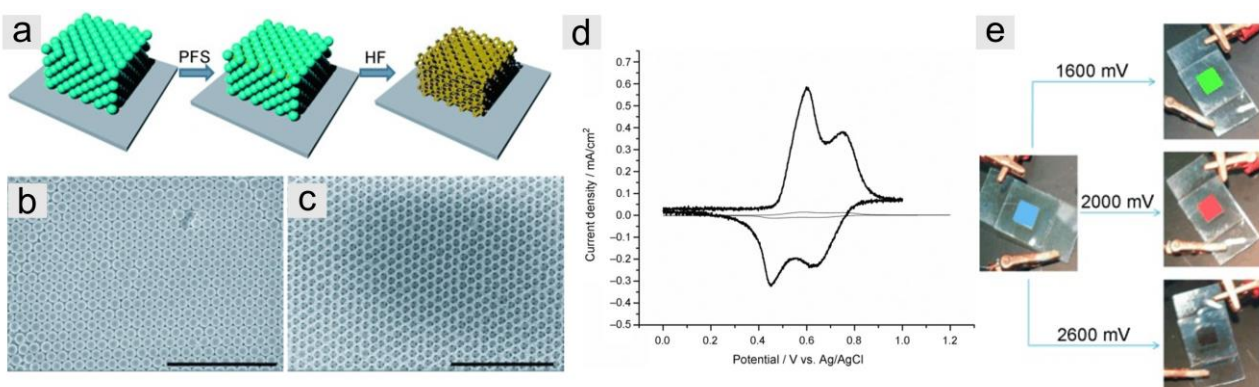 a
PFS
HF
b
c
d
Current density / mA/cm²
0.7
0.6
0.5
0.4
0.3
0.2
0.1
0.0
−0.1
−0.2
−0.3
−0.4
−0.5
0.0
0.2
0.4
0.6
0.8
1.0
1.2
Potential / V vs. Ag/AgCl
e
1600 mV
2000 mV
2600 mV